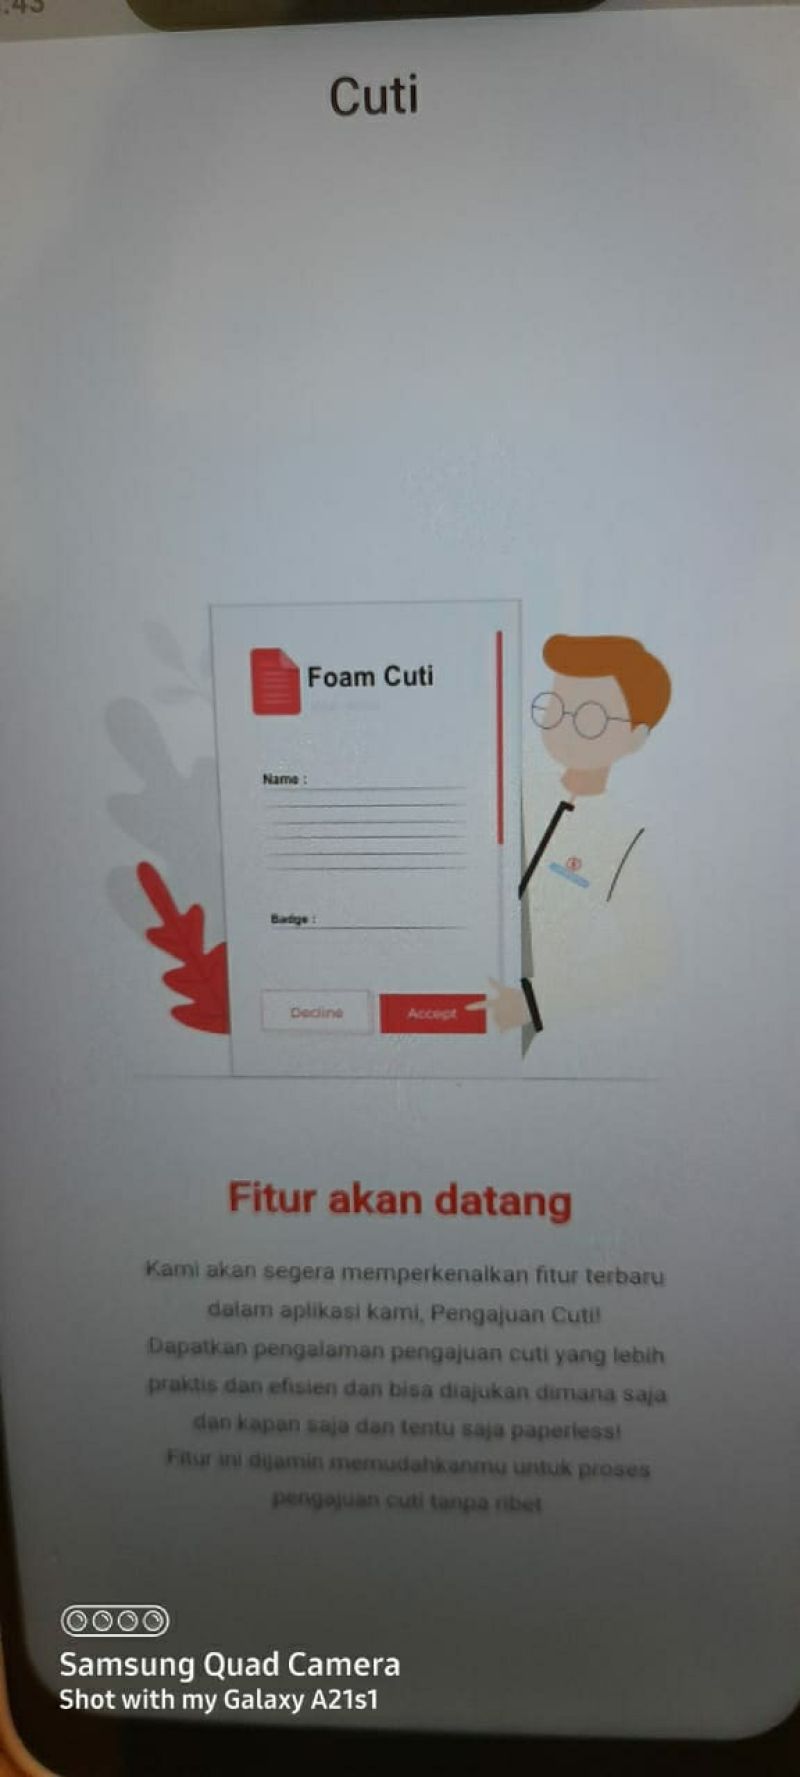 :43
Cuti
Foam Cuti
Name :
Badge :
Decline
Accept
Fitur akan datang
Kami akan segera memperkenalkan fitur terbaru
dalam aplikasi kami, Pengajuan Cuti!
Dapatkan pengalaman pengajuan cuti yang lebih
praktis dan efisien dan bisa diajukan dimana saja
dan kapan saja dan tentu saja paperless!
Fitur ini dijamin memudahkanmu untuk proses
pengajuan cuti tanpa ribet
Samsung Quad Camera
Shot with my Galaxy A21s1